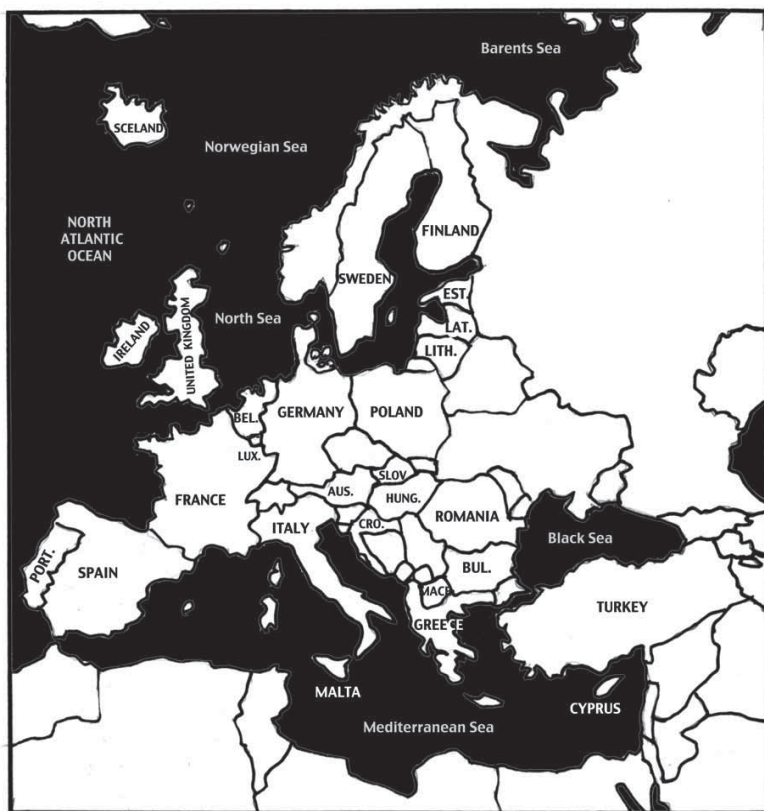 Barents Sea
SCELAND
Norwegian Sea
NORTH
ATLANTIC
OCEAN
FINLAND
SWEDEN
EST.
North Sea
UNITED KINGDOM
IRELAND
LAT.
LITH.
BEL.
GERMANY
POLAND
LUX.
SLOV
AUS.
HUNG.
FRANCE
ROMANIA
CRO.
ITALY
Black Sea
PORT.
SPAIN
BUL.
MACE
TURKEY
GREECE
MALTA
CYPRUS
Mediterranean Sea